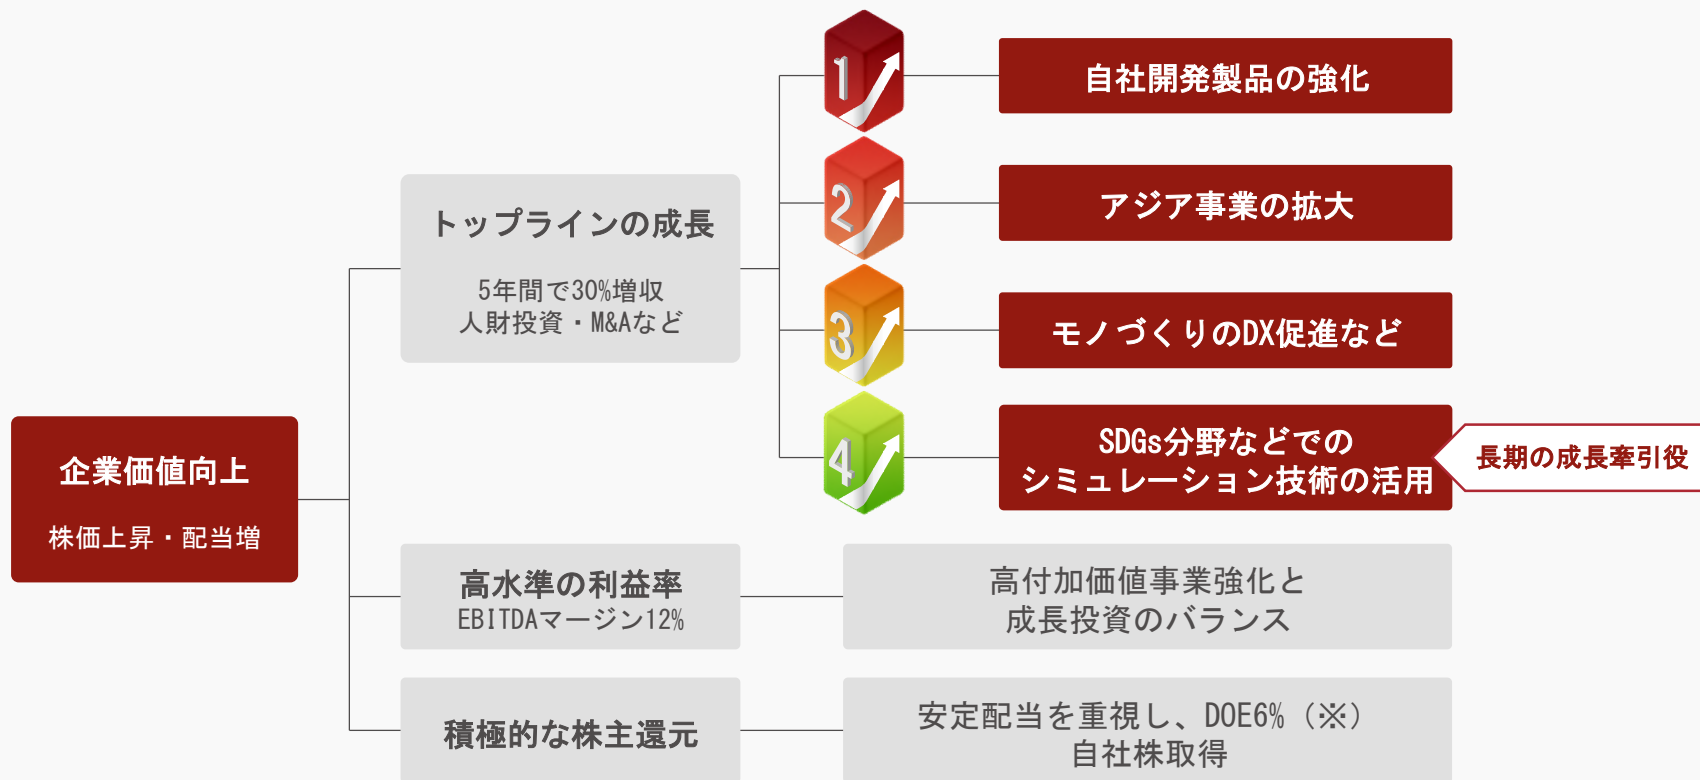 企業価値向上
株価上昇・配当増
トップラインの成長
5年間で30%増収
人財投資・M&Aなど
1
自社開発製品の強化
2
アジア事業の拡大
3
モノづくりのDX促進など
4
SDGs分野などでの
シミュレーション技術の活用
長期の成長牽引役
高水準の利益率
EBITDAマージン12%
高付加価値事業強化と
成長投資のバランス
積極的な株主還元
安定配当を重視し、DOE6%（※）
自社株取得